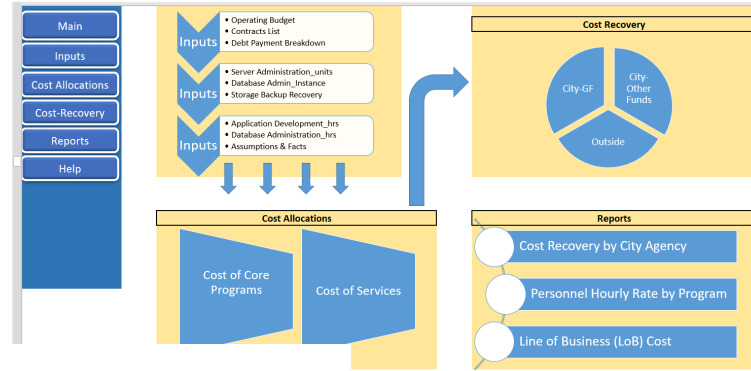 Main
Inputs
Cost Allocations
Cost-Recovery
Reports
Help
Inputs
• Operating Budget
• Contracts List
• Debt Payment Breakdown
Inputs
• Server Administration_units
• Database Admin_Instance
• Storage Backup Recovery
Inputs
• Application Development_hrs
• Database Administration_hrs
• Assumptions & Facts
Cost Recovery
City-GF
City-
Other
Funds
Outside
Cost Allocations
Cost of Core
Programs
Cost of Services
Reports
Cost Recovery by City Agency
Personnel Hourly Rate by Program
Line of Business (LoB) Cost